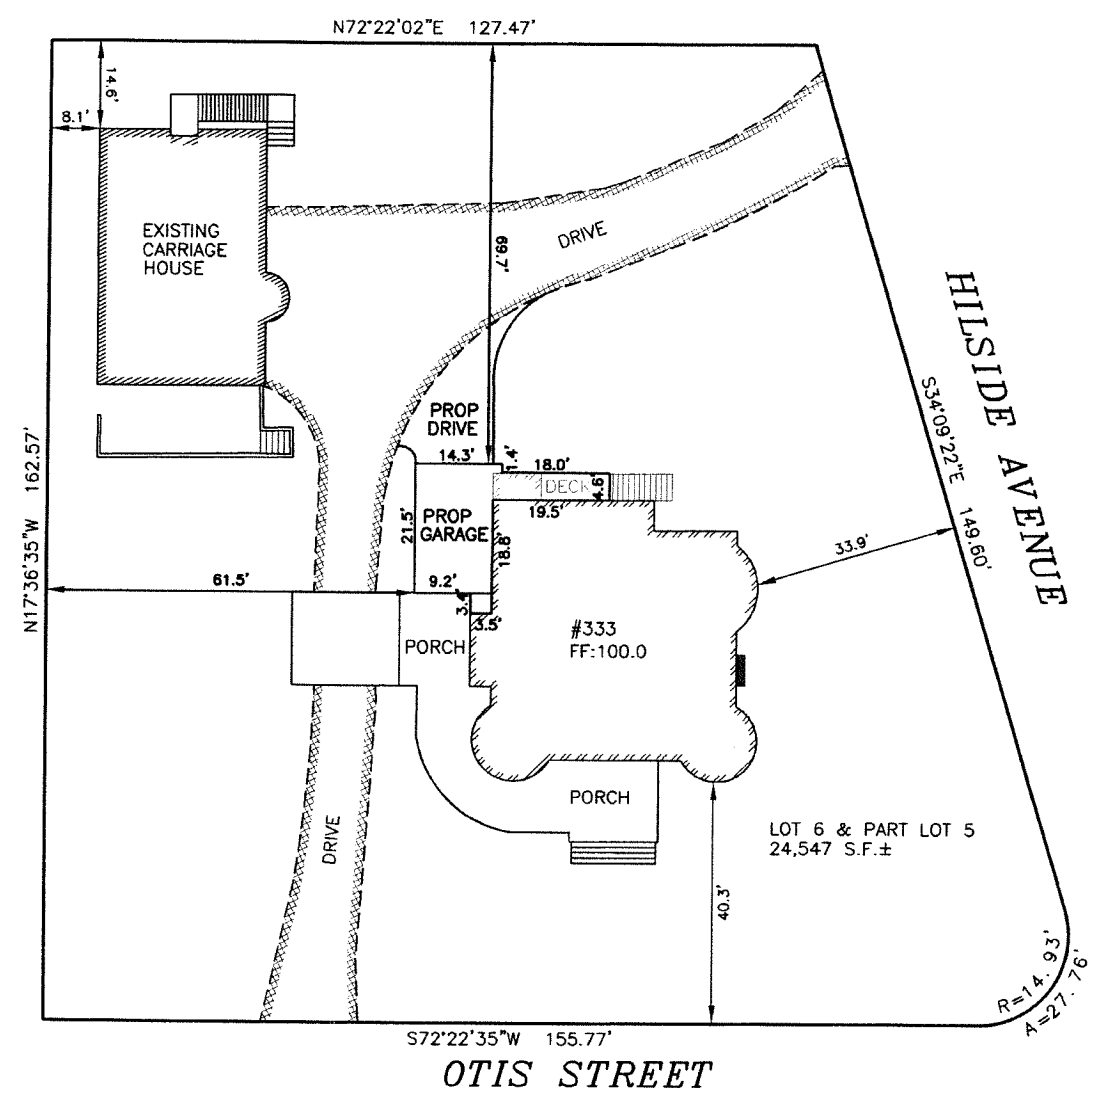 N72°22'02"E 127.47'
14.6'
8.1'
EXISTING
CARRIAGE
HOUSE
69.7'
DRIVE
HILSIDE AVENUE
S34°09'22"E 149.60'
N17°36'35"W 162.57'
PROP
DRIVE
14.3'
1.4'
18.0'
DECK
4.6'
19.5'
21.5'
PROP
GARAGE
18.8'
33.9'
61.5'
9.2'
3.4'
3.5'
PORCH
#333
FF:100.0
PORCH
DRIVE
LOT 6 & PART LOT 5
24,547 S.F.±
40.3'
R=14.93'
A=27.76'
S72°22'35"W 155.77'
OTIS STREET